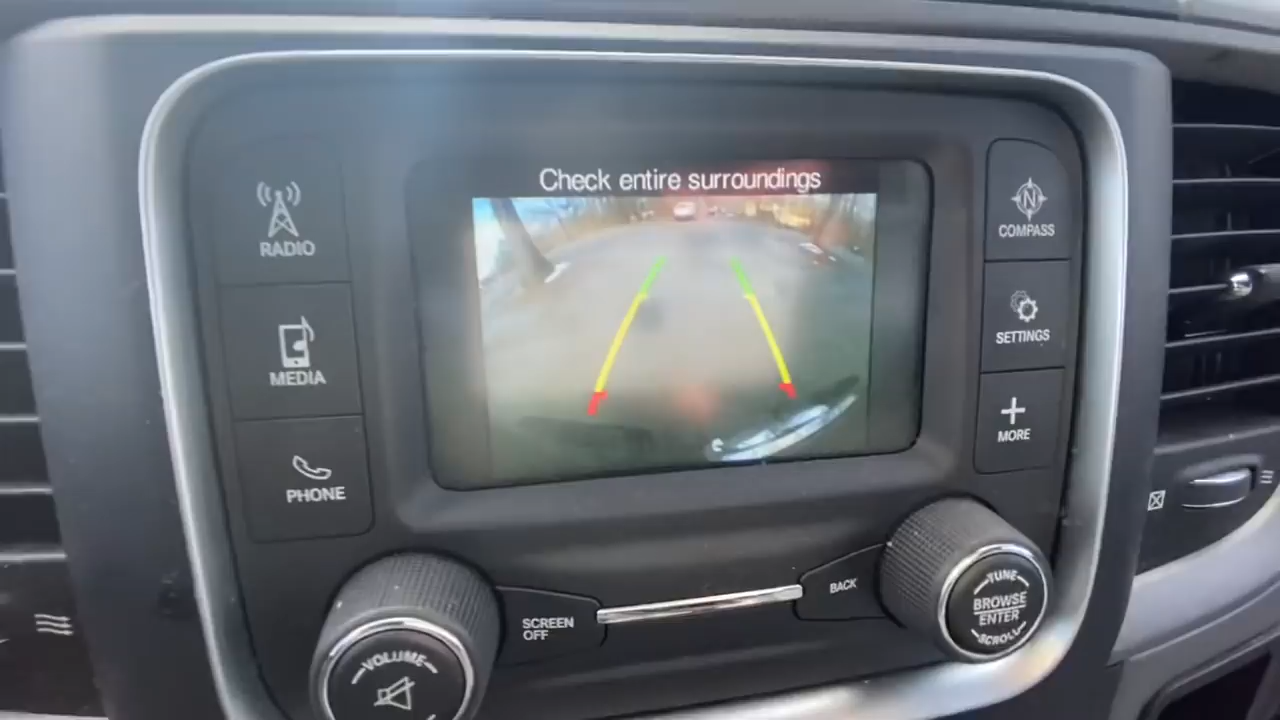 Check entire surroundings
RADIO
MEDIA
PHONE
N
COMPASS
SETTINGS
MORE
SCREEN
OFF
BACK
VOLUME
TUNE
BROWSE
ENTER
SCROLL